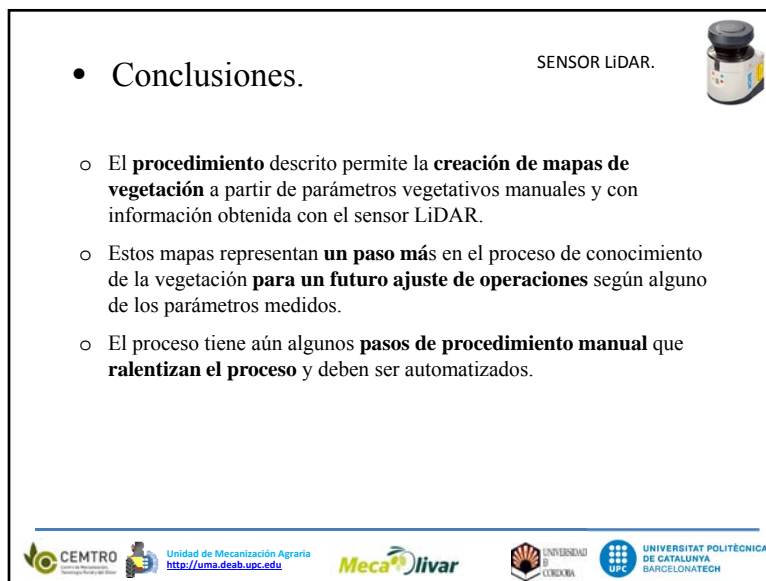 • Conclusiones.
SENSOR LiDAR.
o El procedimiento descrito permite la creación de mapas de
vegetación a partir de parámetros vegetativos manuales y con
información obtenida con el sensor LiDAR.
o Estos mapas representan un paso más en el proceso de conocimiento
de la vegetación para un futuro ajuste de operaciones según alguno
de los parámetros medidos.
o El proceso tiene aún algunos pasos de procedimiento manual que
ralentizan el proceso y deben ser automatizados.
CEMTRO
Unidad de Mecanización Agraria
http://uma.deab.upc.edu
MecaOlivar
UNIVERSIDAD
D
CORDOBA
UPC
UNIVERSITAT POLITÈCNICA
DE CATALUNYA
BARCELONATECH